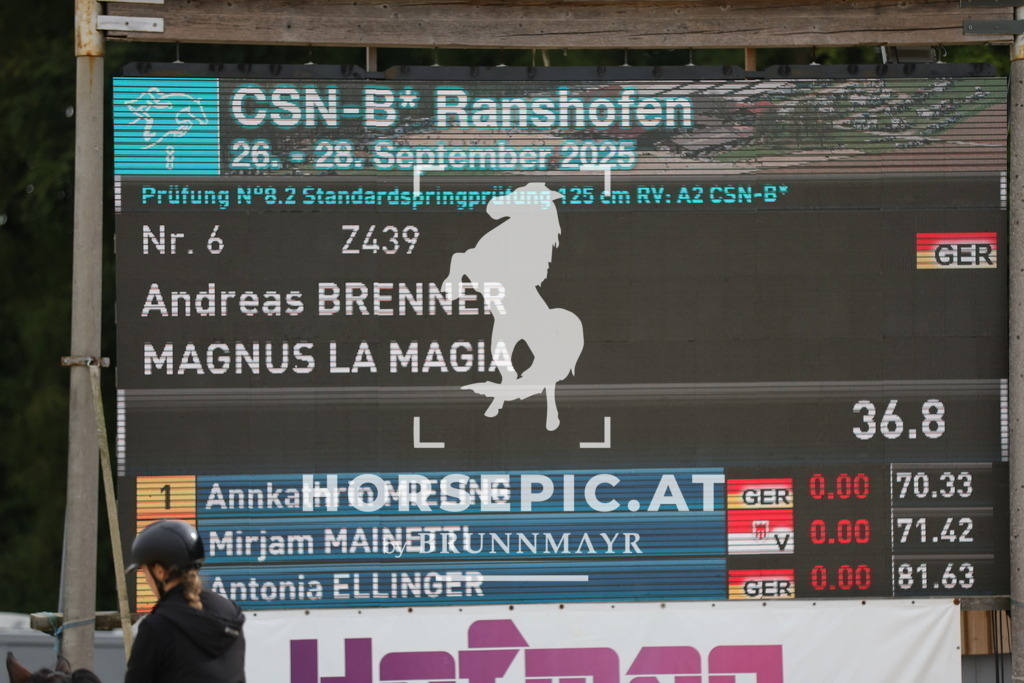 CSN-B* Ranshofen
26. - 28. September 2025
Prüfung N°8.2 Standardspringprüfung 125 cm RV: A2 CSN-B*
Nr. 6 Z439
GER
Andreas BRENNER
MAGNUS LA MAGIA
36.8
1 Annkathrin GER 0.00 70.33
HORSEPIC.AT
Mirjam MAINETTI V 0.00 71.42
by BRUNNMAYR
Antonia ELLINGER GER 0.00 81.63